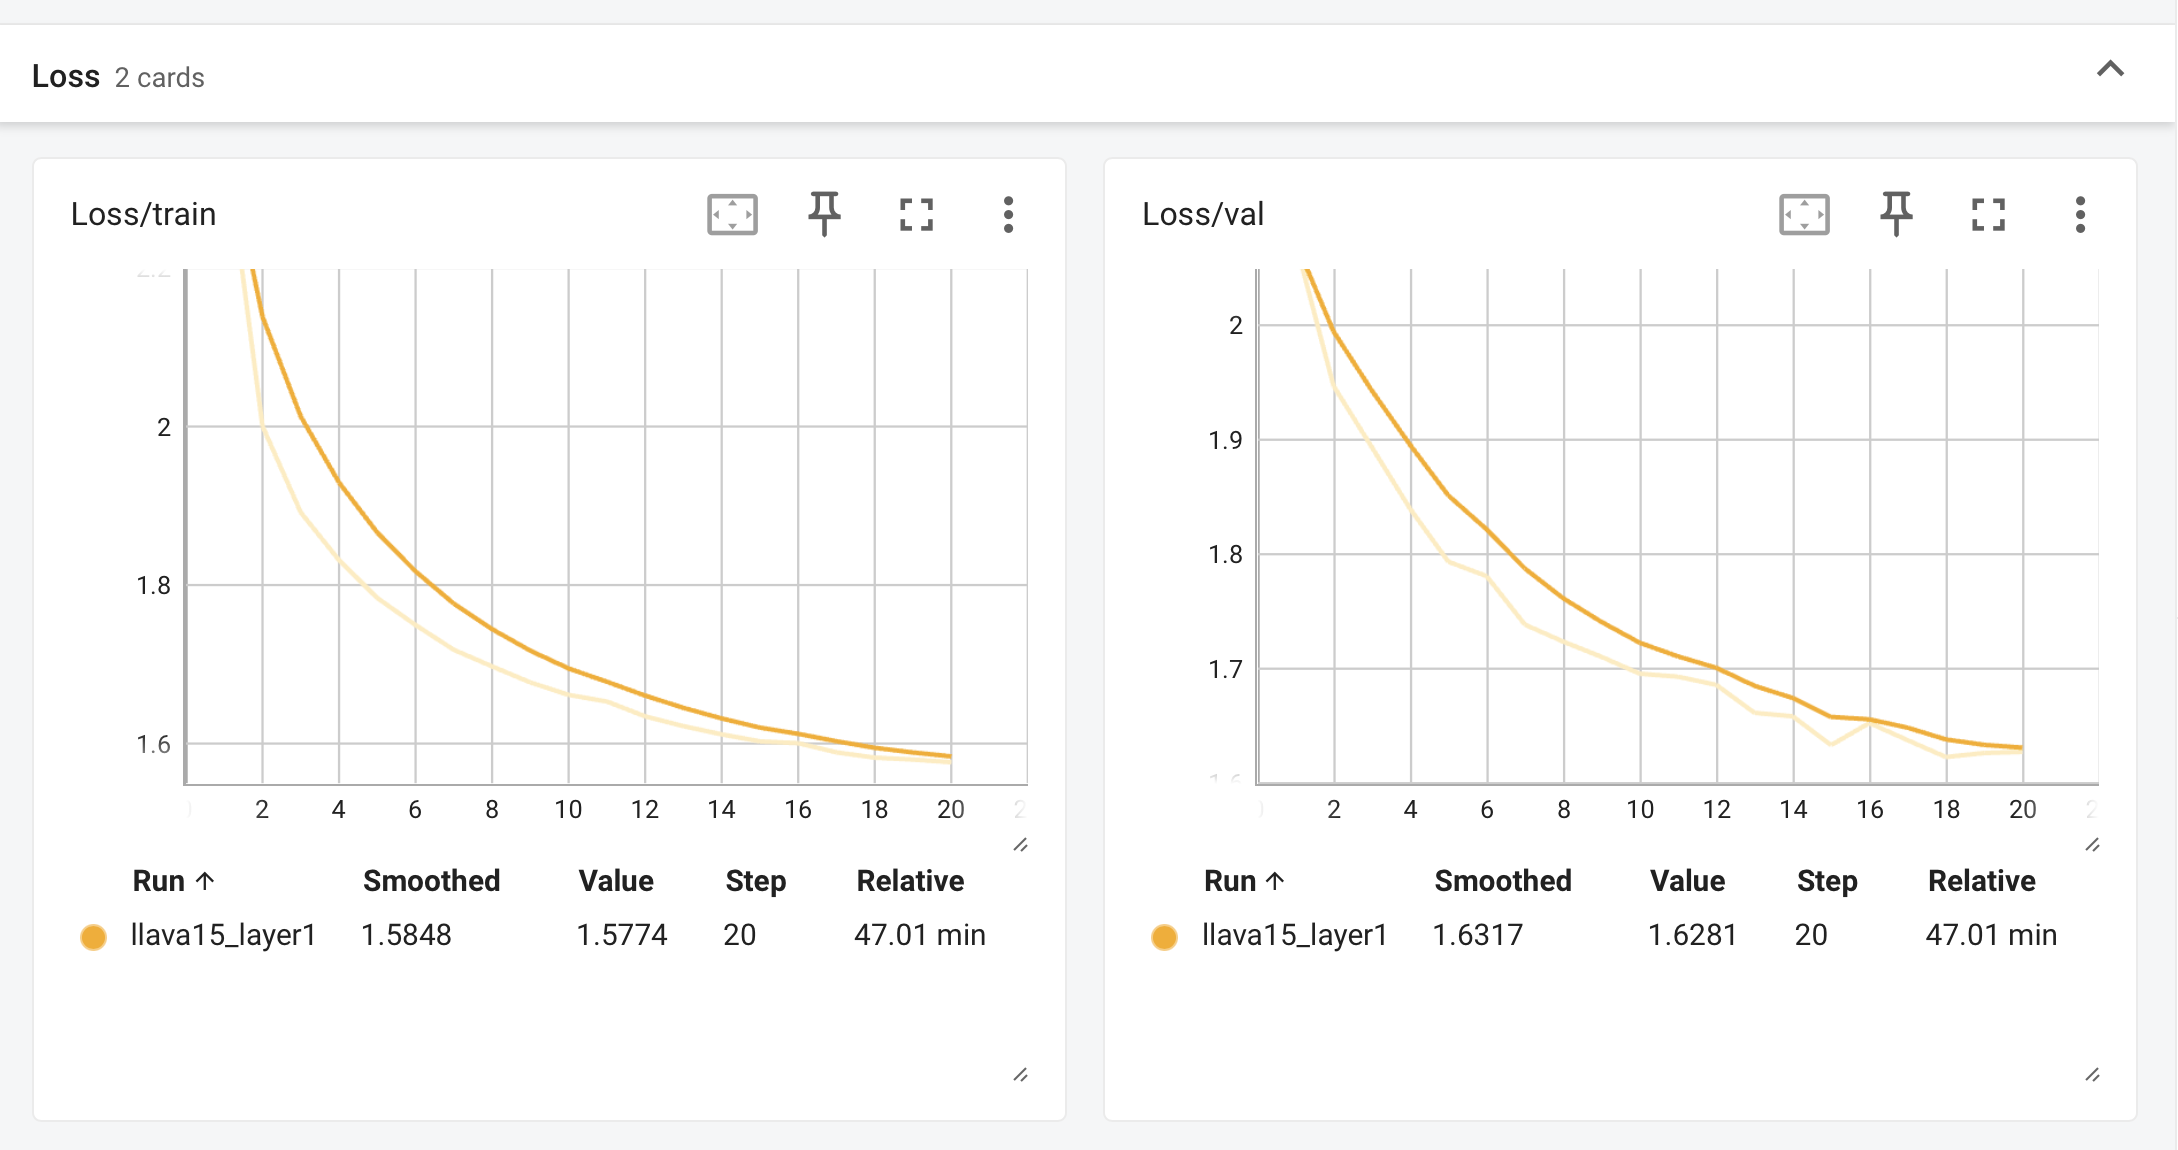 Loss 2 cards
Loss/train
2
1.8
1.6
2 4 6 8 10 12 14 16 18 20
Run ↑ Smoothed Value Step Relative
llava15_layer1 1.5848 1.5774 20 47.01 min
Loss/val
2
1.9
1.8
1.7
2 4 6 8 10 12 14 16 18 20
Run ↑ Smoothed Value Step Relative
llava15_layer1 1.6317 1.6281 20 47.01 min